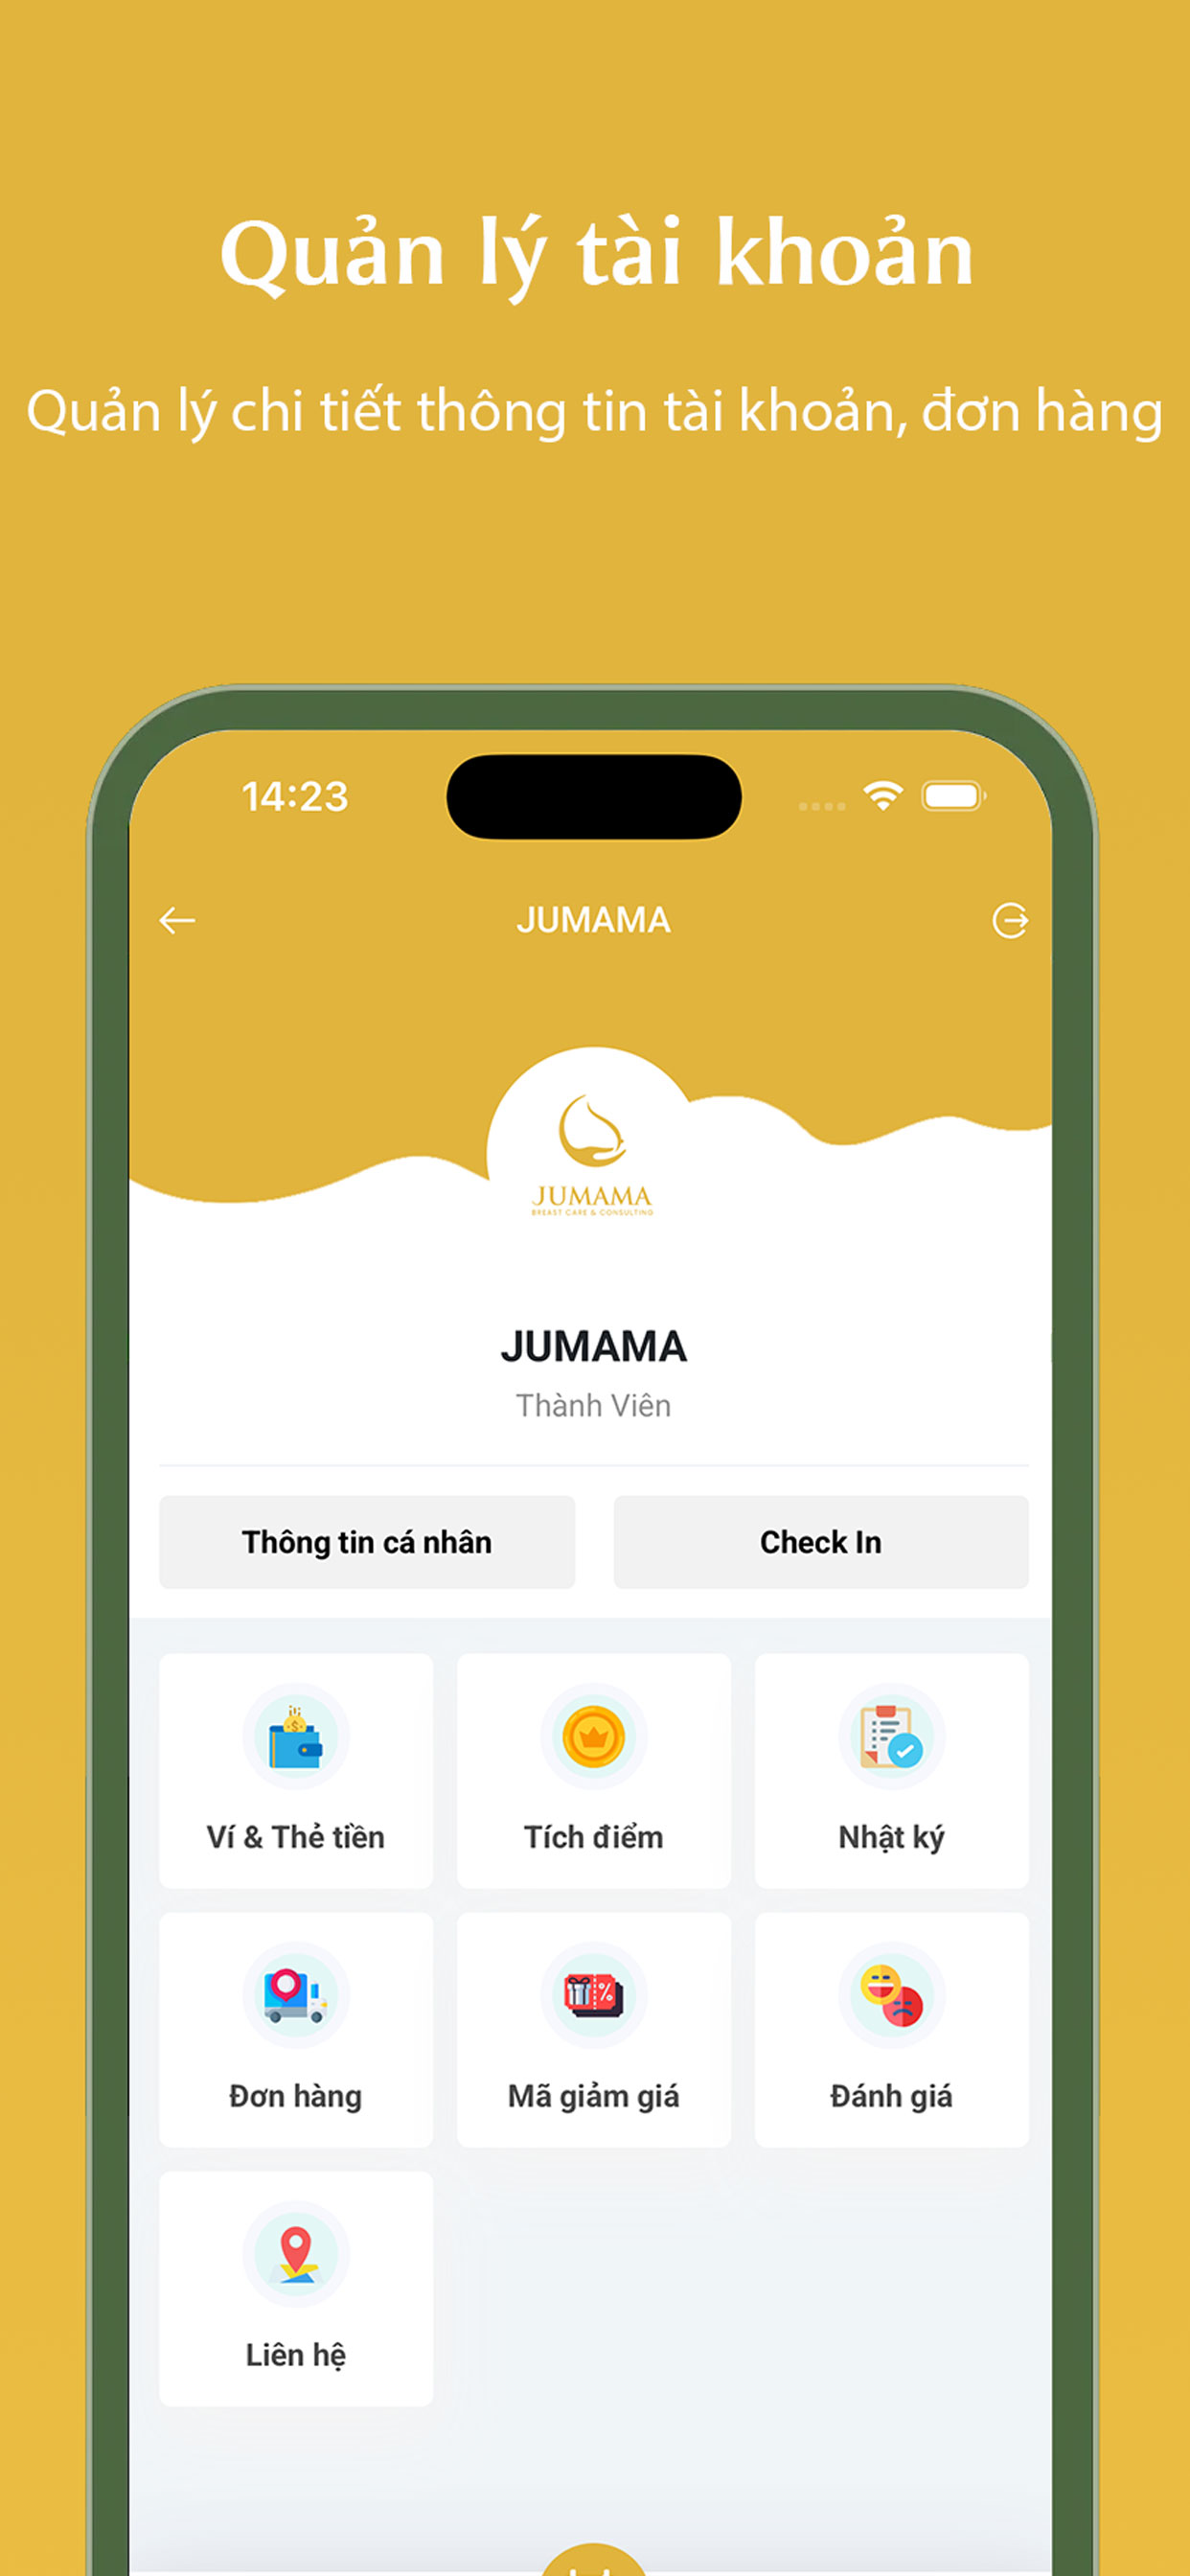 Quản lý tài khoản
Quản lý chi tiết thông tin tài khoản, đơn hàng
14:23
JUMAMA
JUMAMA
BREAST CARE & CONSULTING
JUMAMA
Thành Viên
Thông tin cá nhân
Check In
Ví & Thẻ tiền
Tích điểm
Nhật ký
Đơn hàng
Mã giảm giá
Đánh giá
Liên hệ